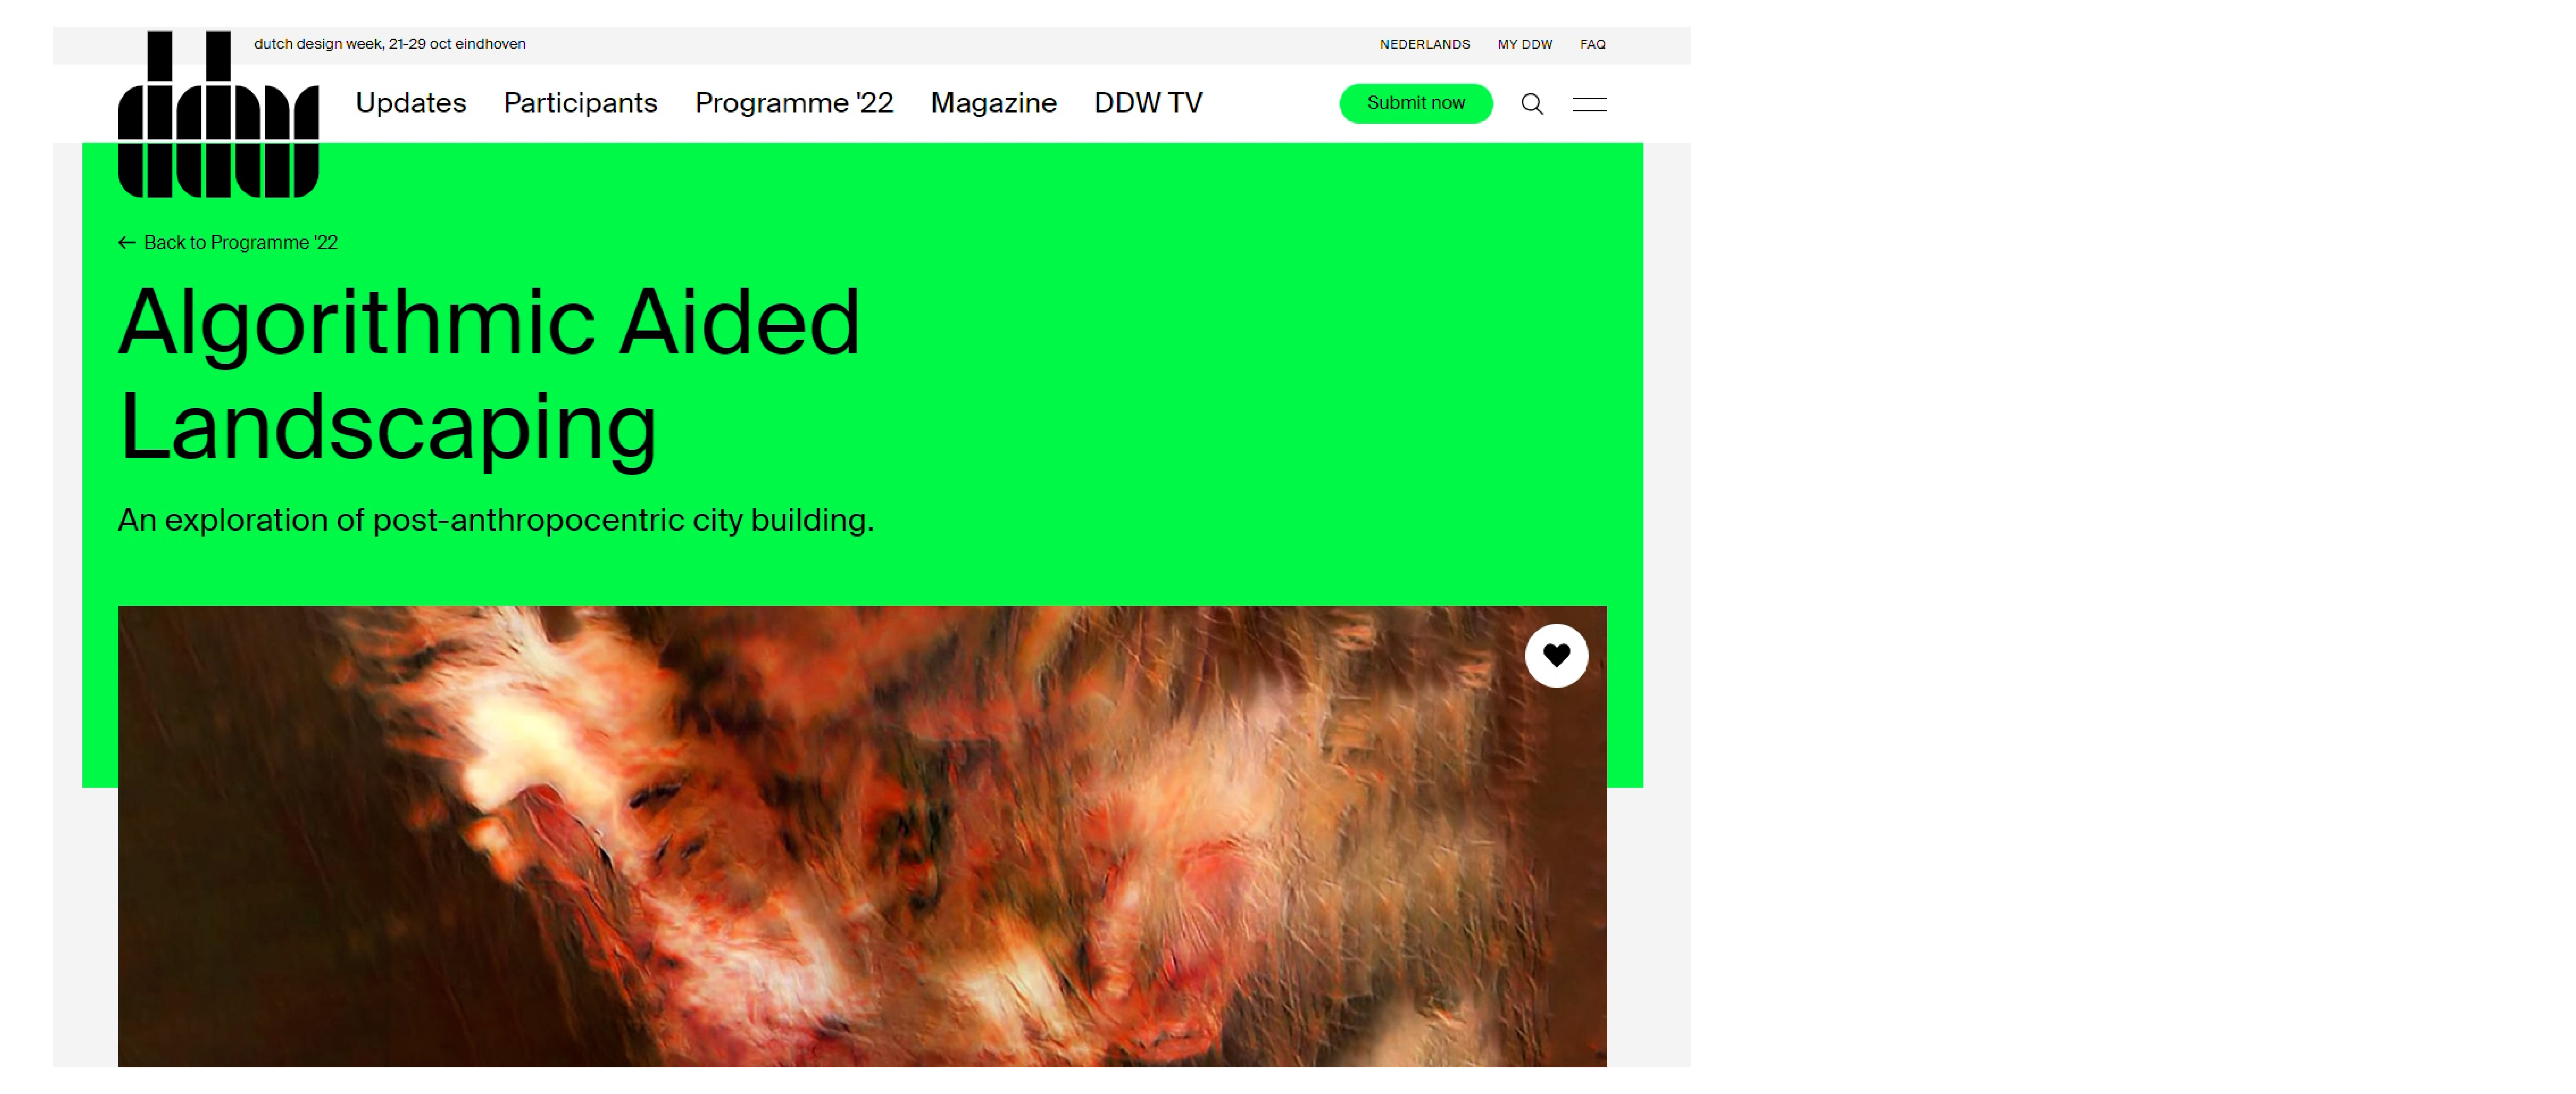 dutch design week, 21-29 oct eindhoven
NEDERLANDS MY DDW FAQ
ddw
Updates Participants Programme '22 Magazine DDW TV Submit now
← Back to Programme '22
Algorithmic Aided
Landscaping
An exploration of post-anthropocentric city building.